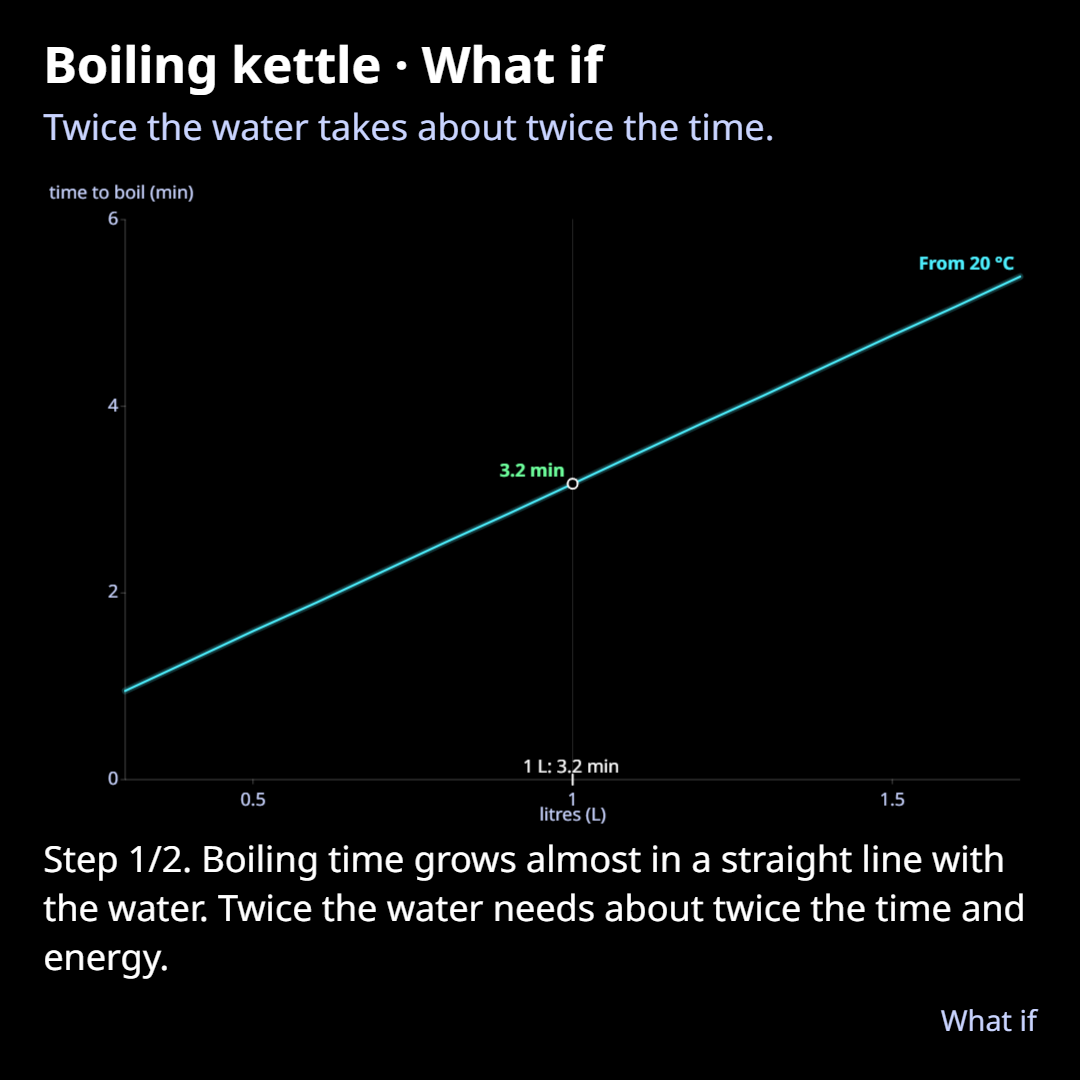 Boiling kettle · What if
Twice the water takes about twice the time.
time to boil (min)
6
From 20 °C
4
3.2 min
2
1 L: 3.2 min
0
0.5
1
1.5
litres (L)
Step 1/2. Boiling time grows almost in a straight line with
the water. Twice the water needs about twice the time and
energy.
What if